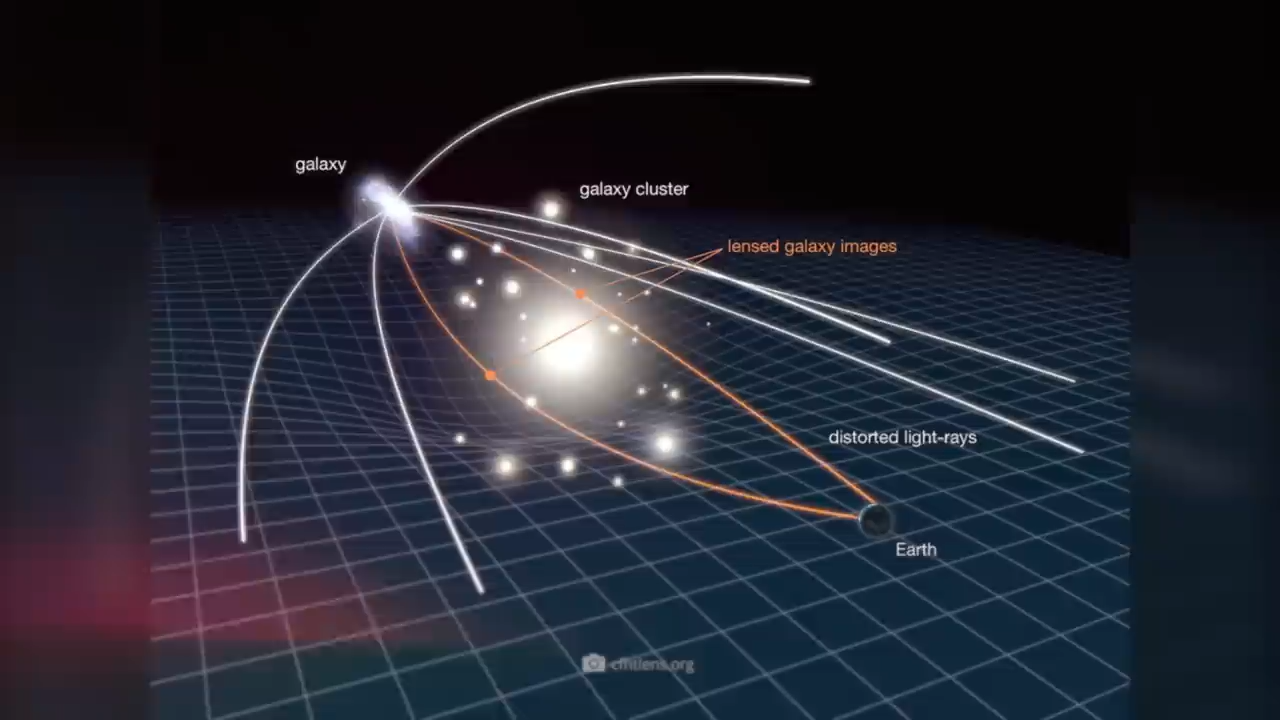 galaxy
galaxy cluster
lensed galaxy images
distorted light-rays
Earth
cfhtlens.org